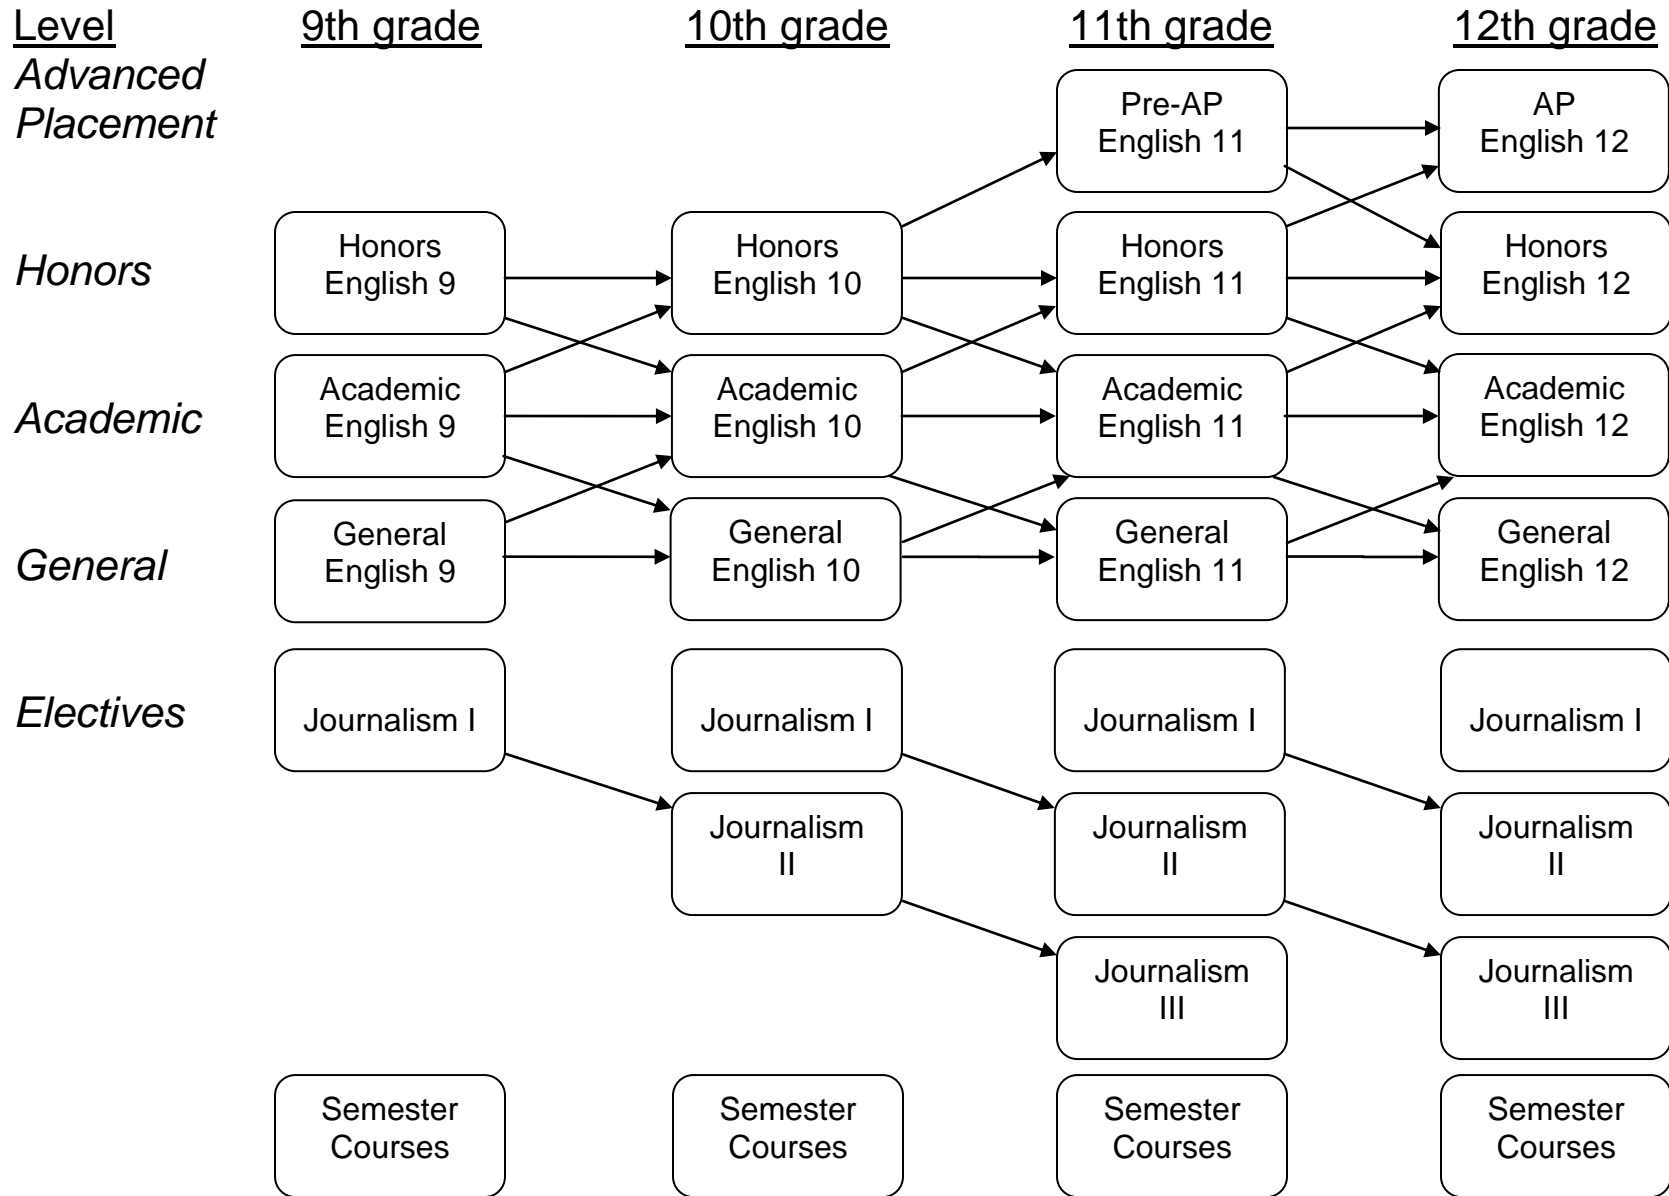 Level 9th grade 10th grade 11th grade 12th grade
Advanced
Placement
Pre-AP
English 11
AP
English 12
Honors
Honors
English 9
Honors
English 10
Honors
English 11
Honors
English 12
Academic
Academic
English 9
Academic
English 10
Academic
English 11
Academic
English 12
General
General
English 9
General
English 10
General
English 11
General
English 12
Electives
Journalism I
Journalism I
Journalism I
Journalism I
Journalism
II
Journalism
II
Journalism
II
Journalism
III
Journalism
III
Semester
Courses
Semester
Courses
Semester
Courses
Semester
Courses